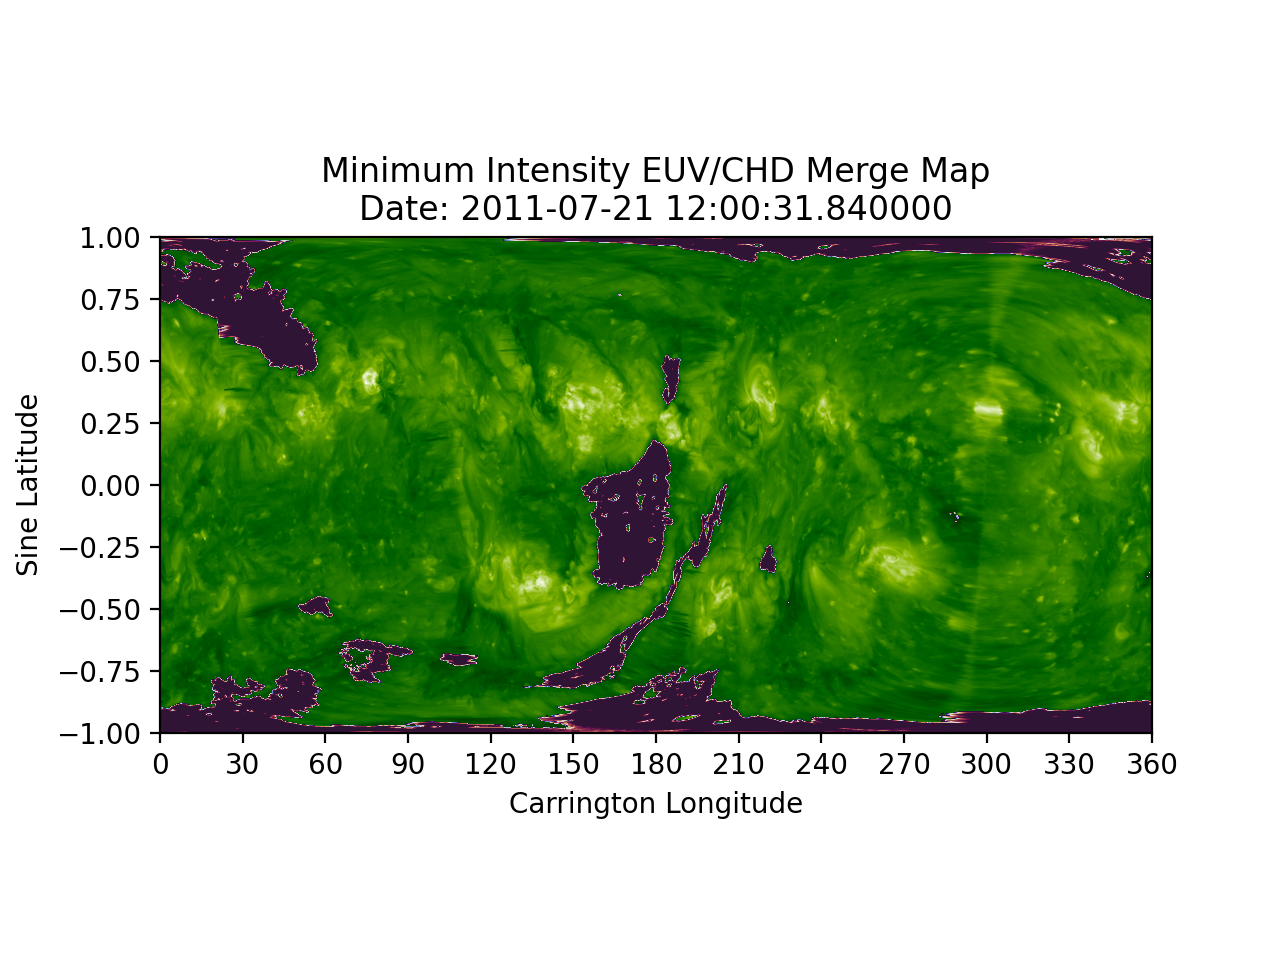 Minimum Intensity EUV/CHD Merge Map
Date: 2011-07-21 12:00:31.840000
1.00
0.75
0.50
0.25
0.00
−0.25
−0.50
−0.75
−1.00
Sine Latitude
0 30 60 90 120 150 180 210 240 270 300 330 360
Carrington Longitude